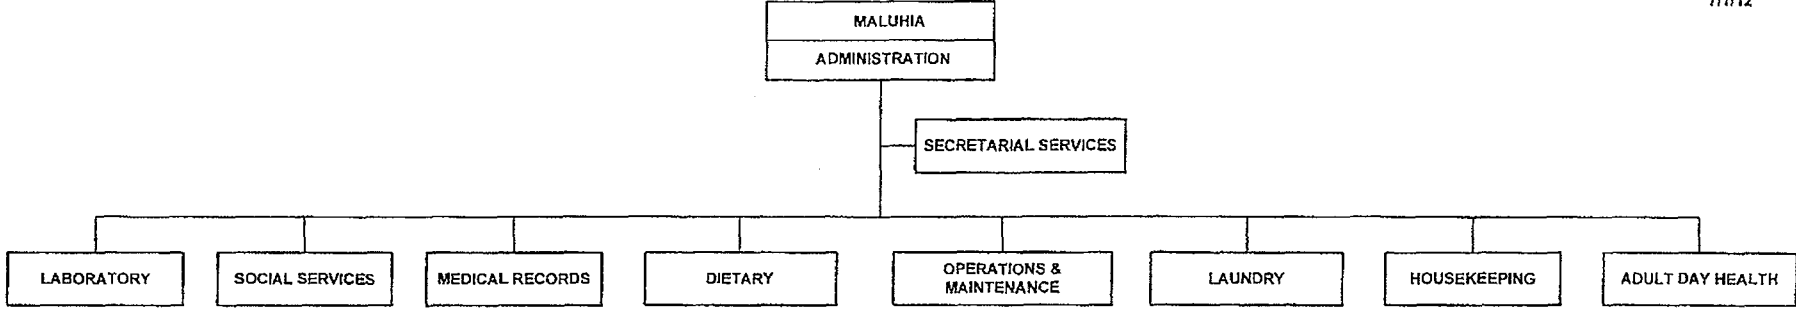 MALUHIA
ADMINISTRATION
SECRETARIAL SERVICES
LABORATORY
SOCIAL SERVICES
MEDICAL RECORDS
DIETARY
OPERATIONS &
MAINTENANCE
LAUNDRY
HOUSEKEEPING
ADULT DAY HEALTH